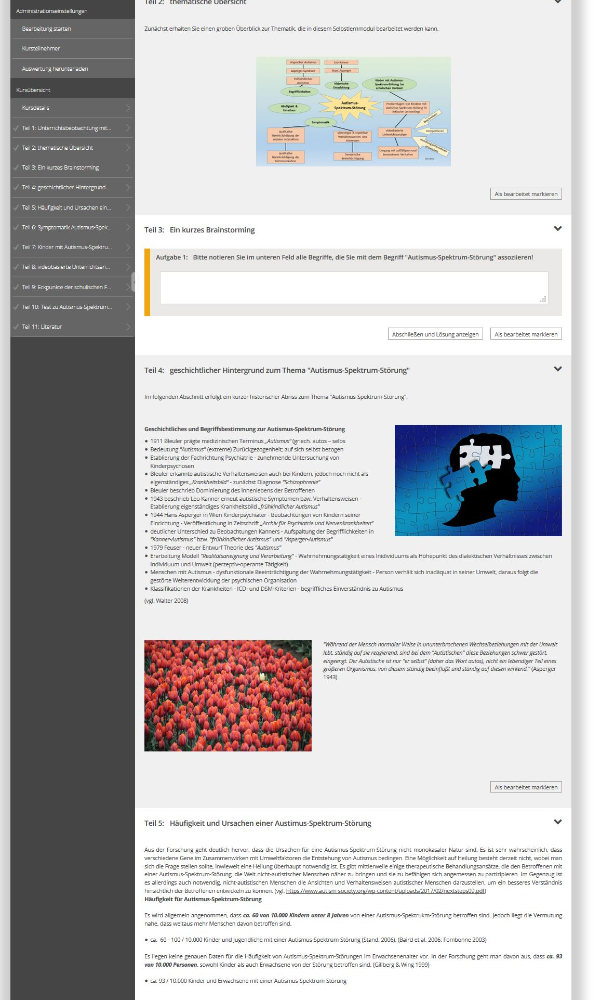 Administrationseinstellungen
Bearbeitung starten
Kursteilnehmer
Auswertung herunterladen
Kursübersicht
Kursdetails
Teil 1: Unterrichtsbeobachtung mit...
Teil 2: thematische Übersicht
Teil 3: Ein kurzes Brainstorming
Teil 4: geschichtlicher Hintergrund ...
Teil 5: Häufigkeit und Ursachen ein...
Teil 6: Symptomatik Autismus-Spek...
Teil 7: Kinder mit Autismus-Spektru...
Teil 8: videobasierte Unterrichtsan...
Teil 9: Eckpunkte der schulischen F...
Teil 10: Test zu Autismus-Spektrum...
Teil 11: Literatur
Teil 2: thematische Übersicht
Zunächst erhalten Sie einen groben Überblick zur Thematik, die in diesem Selbstlernmodul bearbeitet werden kann.
atypischer Autismus
Asperger-Syndrom
frühkindlicher
Autismus
Begrifflichkeiten
Leo Kanner
Hans Asperger
historische
Entwicklung
Kinder mit Autismus-
Spektrum-Störung im
schulischen Kontext
Häufigkeit &
Ursachen
Autismus-
Spektrum-Störung
Problemlagen von Kindern mit
Autismus-Spektrum-Störung in
inklusive Lernsettings
Symptomatik
Beschreiben
Interpretieren
Handlungsalternativen
entwickeln
qualitative
Beeinträchtigung der
sozialen Interaktion
stereotype & repetitive
Verhaltensweisen und
Interessen
videobasierte
Unterrichtsanalyse
qualitative
Beeinträchtigung der
Kommunikation
Sensorische
Beeinträchtigung
Umgang mit auffälligem und
besonderem Verhalten
Als bearbeitet markieren
Teil 3: Ein kurzes Brainstorming
Aufgabe 1: Bitte notieren Sie im unteren Feld alle Begriffe, die Sie mit dem Begriff "Autismus-Spektrum-Störung" assoziieren!
Abschließen und Lösung anzeigen
Als bearbeitet markieren
Teil 4: geschichtlicher Hintergrund zum Thema "Autismus-Spektrum-Störung"
Im folgenden Abschnitt erfolgt ein kurzer historischer Abriss zum Thema "Autismus-Spektrum-Störung".
Geschichtliches und Begriffsbestimmung zur Autismus-Spektrum-Störung
• 1911 Bleuler prägte medizinischen Terminus „Autismus“ (griech. autos – selbs
• Bedeutung "Autismus" (extreme) Zurückgezogenheit; auf sich selbst bezogen
• Etablierung der Fachrichtung Psychiatrie - zunehmende Untersuchung von
Kinderpsychosen
• Bleuler erkannte autistische Verhaltensweisen auch bei Kindern, jedoch noch nicht als
eigenständiges „Krankheitsbild“ - zunächst Diagnose "Schizophrenie"
• Bleuler beschrieb Dominierung des Innenlebens der Betroffenen
• 1943 beschrieb Leo Kanner erneut autistische Symptomen bzw. Verhaltensweisen -
Etablierung eigenständiges Krankheitsbild „frühkindlicher Autismus"
• 1944 Hans Asperger in Wien Kinderpsychiater - Beobachtungen von Kindern seiner
Einrichtung - Veröffentlichung in Zeitschrift „Archiv für Psychiatrie und Nervenkrankheiten“
• deutlicher Unterschied zu Beobachtungen Kanners - Aufspaltung der Begrifflichkeiten in
"Kanner-Autismus" bzw. "frühkindlicher Autismus" und "Asperger-Autismus"
• 1979 Feuser - neuer Entwurf Theorie des "Autismus"
• Erarbeitung Modell "Realitätsaneignung und Verarbeitung" - Wahrnehmungstätigkeit eines Inidividuums als Höhepunkt des dialektischen Verhältnisses zwischen
Individuum und Umwelt (perzeptiv-operante Tätigkeit)
• Menschen mit Autismus - dysfunktionale Beeinträchtigung der Wahrnehmungstätigkeit - Person verhält sich inadäquat in seiner Umwelt, daraus folgt die
gestörte Weiterentwicklung der psychischen Organisation
• Klassifikationen der Krankheiten - ICD- und DSM-Kriterien - begriffliches Einverständnis zu Autismus
(vgl. Walter 2008)
"Während der Mensch normaler Weise in ununterbrochenen Wechselbeziehungen mit der Umwelt
lebt, ständig auf sie reagierend, sind bei dem "Autistischen" diese Beziehungen schwer gestört,
eingeengt. Der Autistische ist nur "er selbst" (daher das Wort autos), nicht ein lebendiger Teil eines
größeren Organismus, von diesem ständig beeinflußt und ständig auf diesen wirkend." (Asperger
1943)
Als bearbeitet markieren
Teil 5: Häufigkeit und Ursachen einer Austimus-Spektrum-Störung
Aus der Forschung geht deutlich hervor, dass die Ursachen für eine Autismus-Spektrum-Störung nicht monokasaler Natur sind. Es ist sehr wahrscheinlich, dass
verschiedene Gene im Zusammenwirken mit Umweltfaktoren die Entstehung von Autismus bedingen. Eine Möglichkeit auf Heilung besteht derzeit nicht, wobei man
sich die Frage stellen sollte, inwieweit eine Heilung überhaupt notwendig ist. Es gibt mittlerweile einige therapeutische Behandlungsansätze, die den Betroffenen mit
einer Autismus-Spektrum-Störung, die Welt nicht-autistischer Menschen näher zu bringen und sie zu befähigen sich angemessen zu partizipieren. Im Gegenzug ist
es allerdings auch notwendig, nicht-autistischen Menschen die Ansichten und Verhaltensweisen autistischer Menschen darzustellen, um ein besseres Verständnis
hinsichtlich der Betroffenen entwickeln zu können. (vgl. https://www.autism-society.org/wp-content/uploads/2017/02/nextsteps09.pdf)
Häufigkeit für Autismus-Spektrum-Störung
Es wird allgemein angenommen, dass ca. 60 von 10.000 Kindern unter 8 Jahren von einer Autismus-Spektrukm-Störung betroffen sind. Jedoch liegt die Vermutung
nahe, dass weitaus mehr Menschen davon betroffen sind.
• ca. 60 - 100 / 10.000 Kinder und Jugendliche mit einer Autismus-Spektrum-Störung (Stand: 2006), (Baird et al. 2006; Fombonne 2003)
Es liegen keine genauen Daten für die Häufigkeit von Autismus-Spektrum-Störungen im Erwachsenenalter vor. In der Forschung geht man davon aus, dass ca. 93
von 10.000 Personen, sowohl Kinder als auch Erwachsene von der Störung betroffen sind. (Gillberg & Wing 1999)
• ca. 93 / 10.000 Kinder und Erwachsene mit einer Autismus-Spektrum-Störung